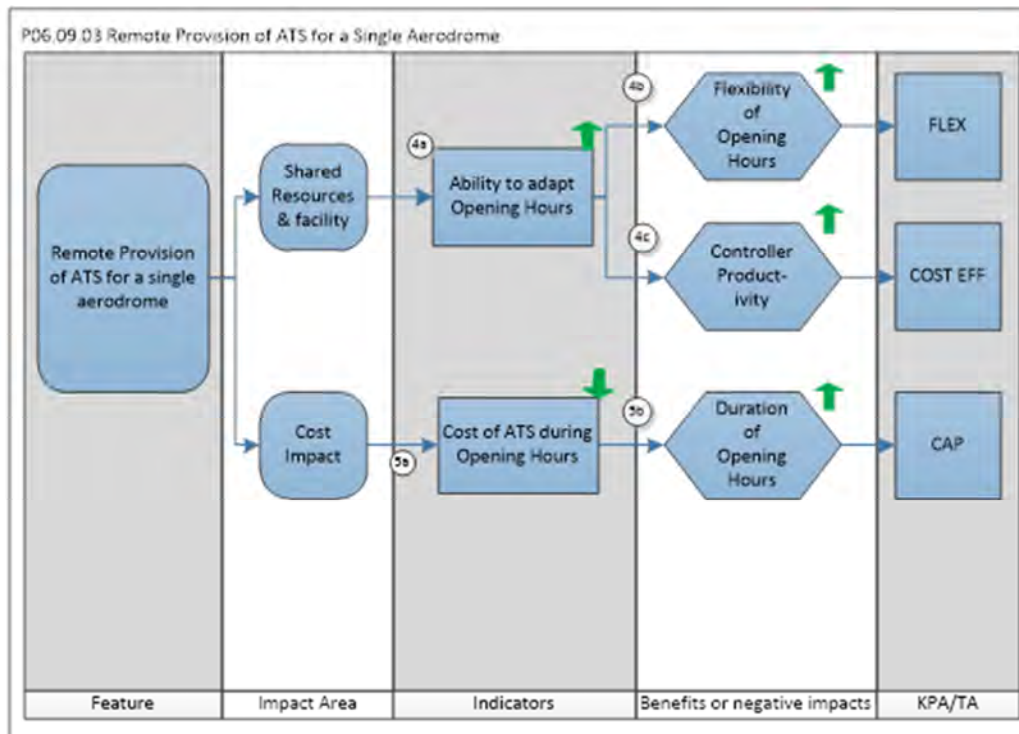 P06.09.03 Remote Provision of ATS for a Single Aerodrome
Remote Provision
of ATS for a single
aerodrome
Shared
Resources
& facility
Cost
Impact
4a
Ability to adapt
Opening Hours
5a
Cost of ATS during
Opening Hours
4b
Flexibility
of
Opening
Hours
4c
Controller
Product-
ivity
5b
Duration
of
Opening
Hours
FLEX
COST EFF
CAP
Feature
Impact Area
Indicators
Benefits or negative impacts
KPA/TA